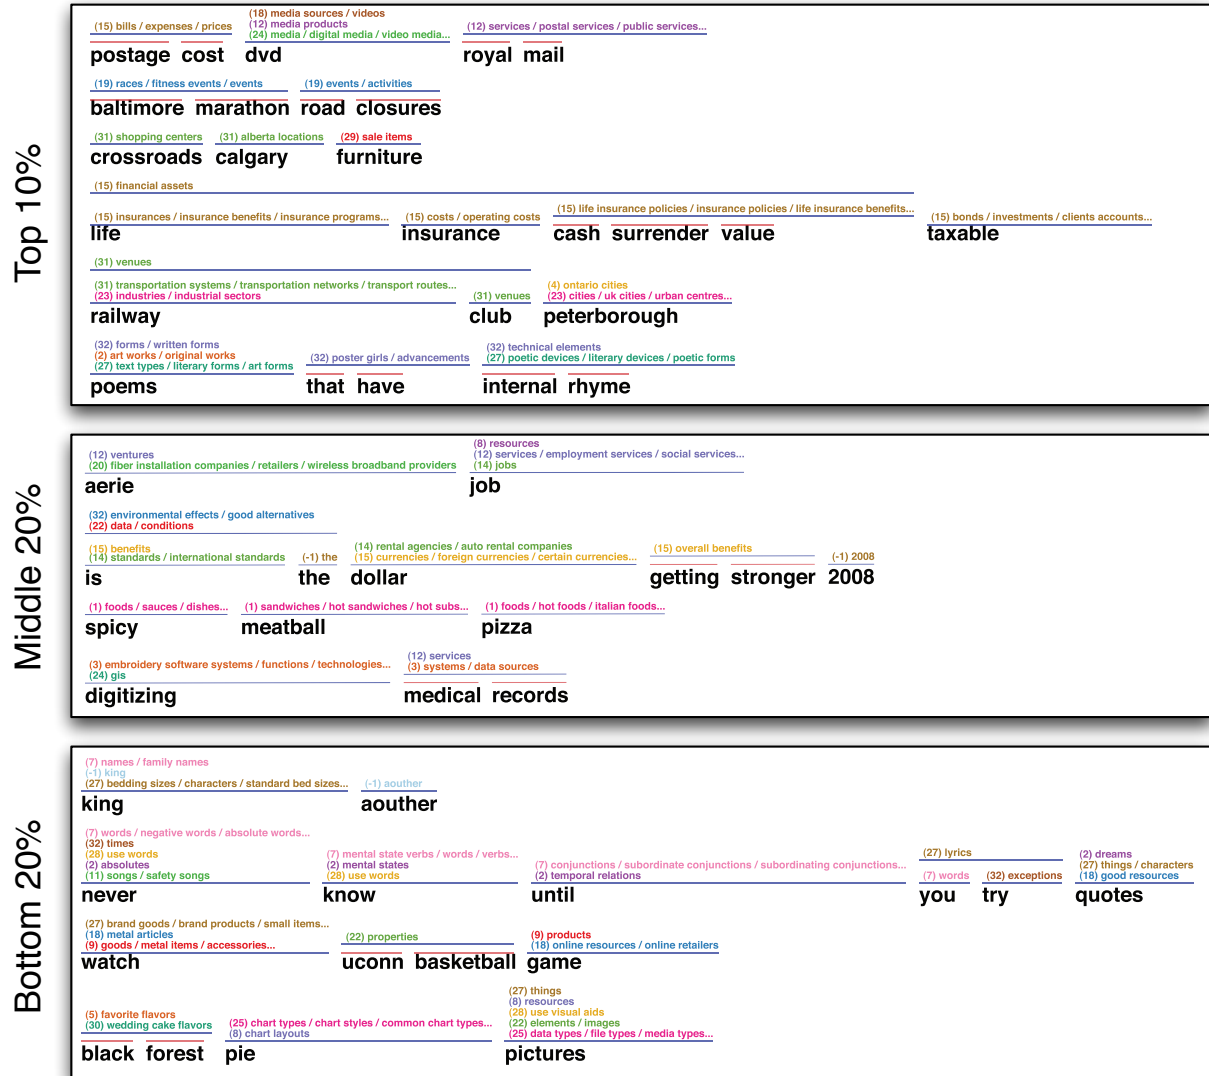 Top 10%
(18) media sources / videos
(15) bills / expenses / prices (12) media products (12) services / postal services / public services...
(24) media / digital media / video media...
postage cost dvd royal mail
(19) races / fitness events / events (19) events / activities
baltimore marathon road closures
(31) shopping centers (31) alberta locations (29) sale items
crossroads calgary furniture
(15) financial assets
(15) insurances / insurance benefits / insurance programs... (15) costs / operating costs (15) life insurance policies / insurance policies / life insurance benefits... (15) bonds / investments / clients accounts...
life insurance cash surrender value taxable
(31) venues
(31) transportation systems / transportation networks / transport routes... (4) ontario cities
(23) industries / industrial sectors (31) venues (23) cities / uk cities / urban centres...
railway club peterborough
(32) forms / written forms (32) technical elements
(2) art works / original works (32) poster girls / advancements (27) poetic devices / literary devices / poetic forms
(27) text types / literary forms / art forms
poems that have internal rhyme
Middle 20%
(8) resources
(12) ventures (12) services / employment services / social services...
(20) fiber installation companies / retailers / wireless broadband providers (14) jobs
aerie job
(32) environmental effects / good alternatives
(22) data / conditions
(15) benefits (14) rental agencies / auto rental companies (15) overall benefits
(14) standards / international standards (-1) the (15) currencies / foreign currencies / certain currencies... (-1) 2008
is the dollar getting stronger 2008
(1) foods / sauces / dishes... (1) sandwiches / hot sandwiches / hot subs... (1) foods / hot foods / italian foods...
spicy meatball pizza
(12) services
(3) embroidery software systems / functions / technologies... (3) systems / data sources
(24) gis
digitizing medical records
Bottom 20%
(7) names / family names
(-1) king
(27) bedding sizes / characters / standard bed sizes... (-1) aouther
king aouther
(7) words / negative words / absolute words...
(32) times
(28) use words (7) mental state verbs / words / verbs... (27) lyrics (2) dreams
(2) absolutes (2) mental states (7) conjunctions / subordinate conjunctions / subordinating conjunctions... (27) things / characters
(11) songs / safety songs (28) use words (2) temporal relations (7) words (32) exceptions (18) good resources
never know until you try quotes
(27) brand goods / brand products / small items...
(18) metal articles (22) properties (9) products
(9) goods / metal items / accessories... (18) online resources / online retailers
watch uconn basketball game
(27) things
(8) resources
(5) favorite flavors (28) use visual aids
(30) wedding cake flavors (25) chart types / chart styles / common chart types... (22) elements / images
(8) chart layouts (25) data types / file types / media types...
black forest pie pictures